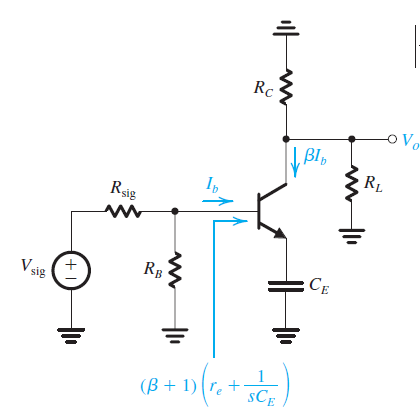 R_C
V_o
βI_b
R_sig
I_b
R_L
V_sig
+
−
R_B
C_E
(β + 1) (r_e + 1/(sC_E))